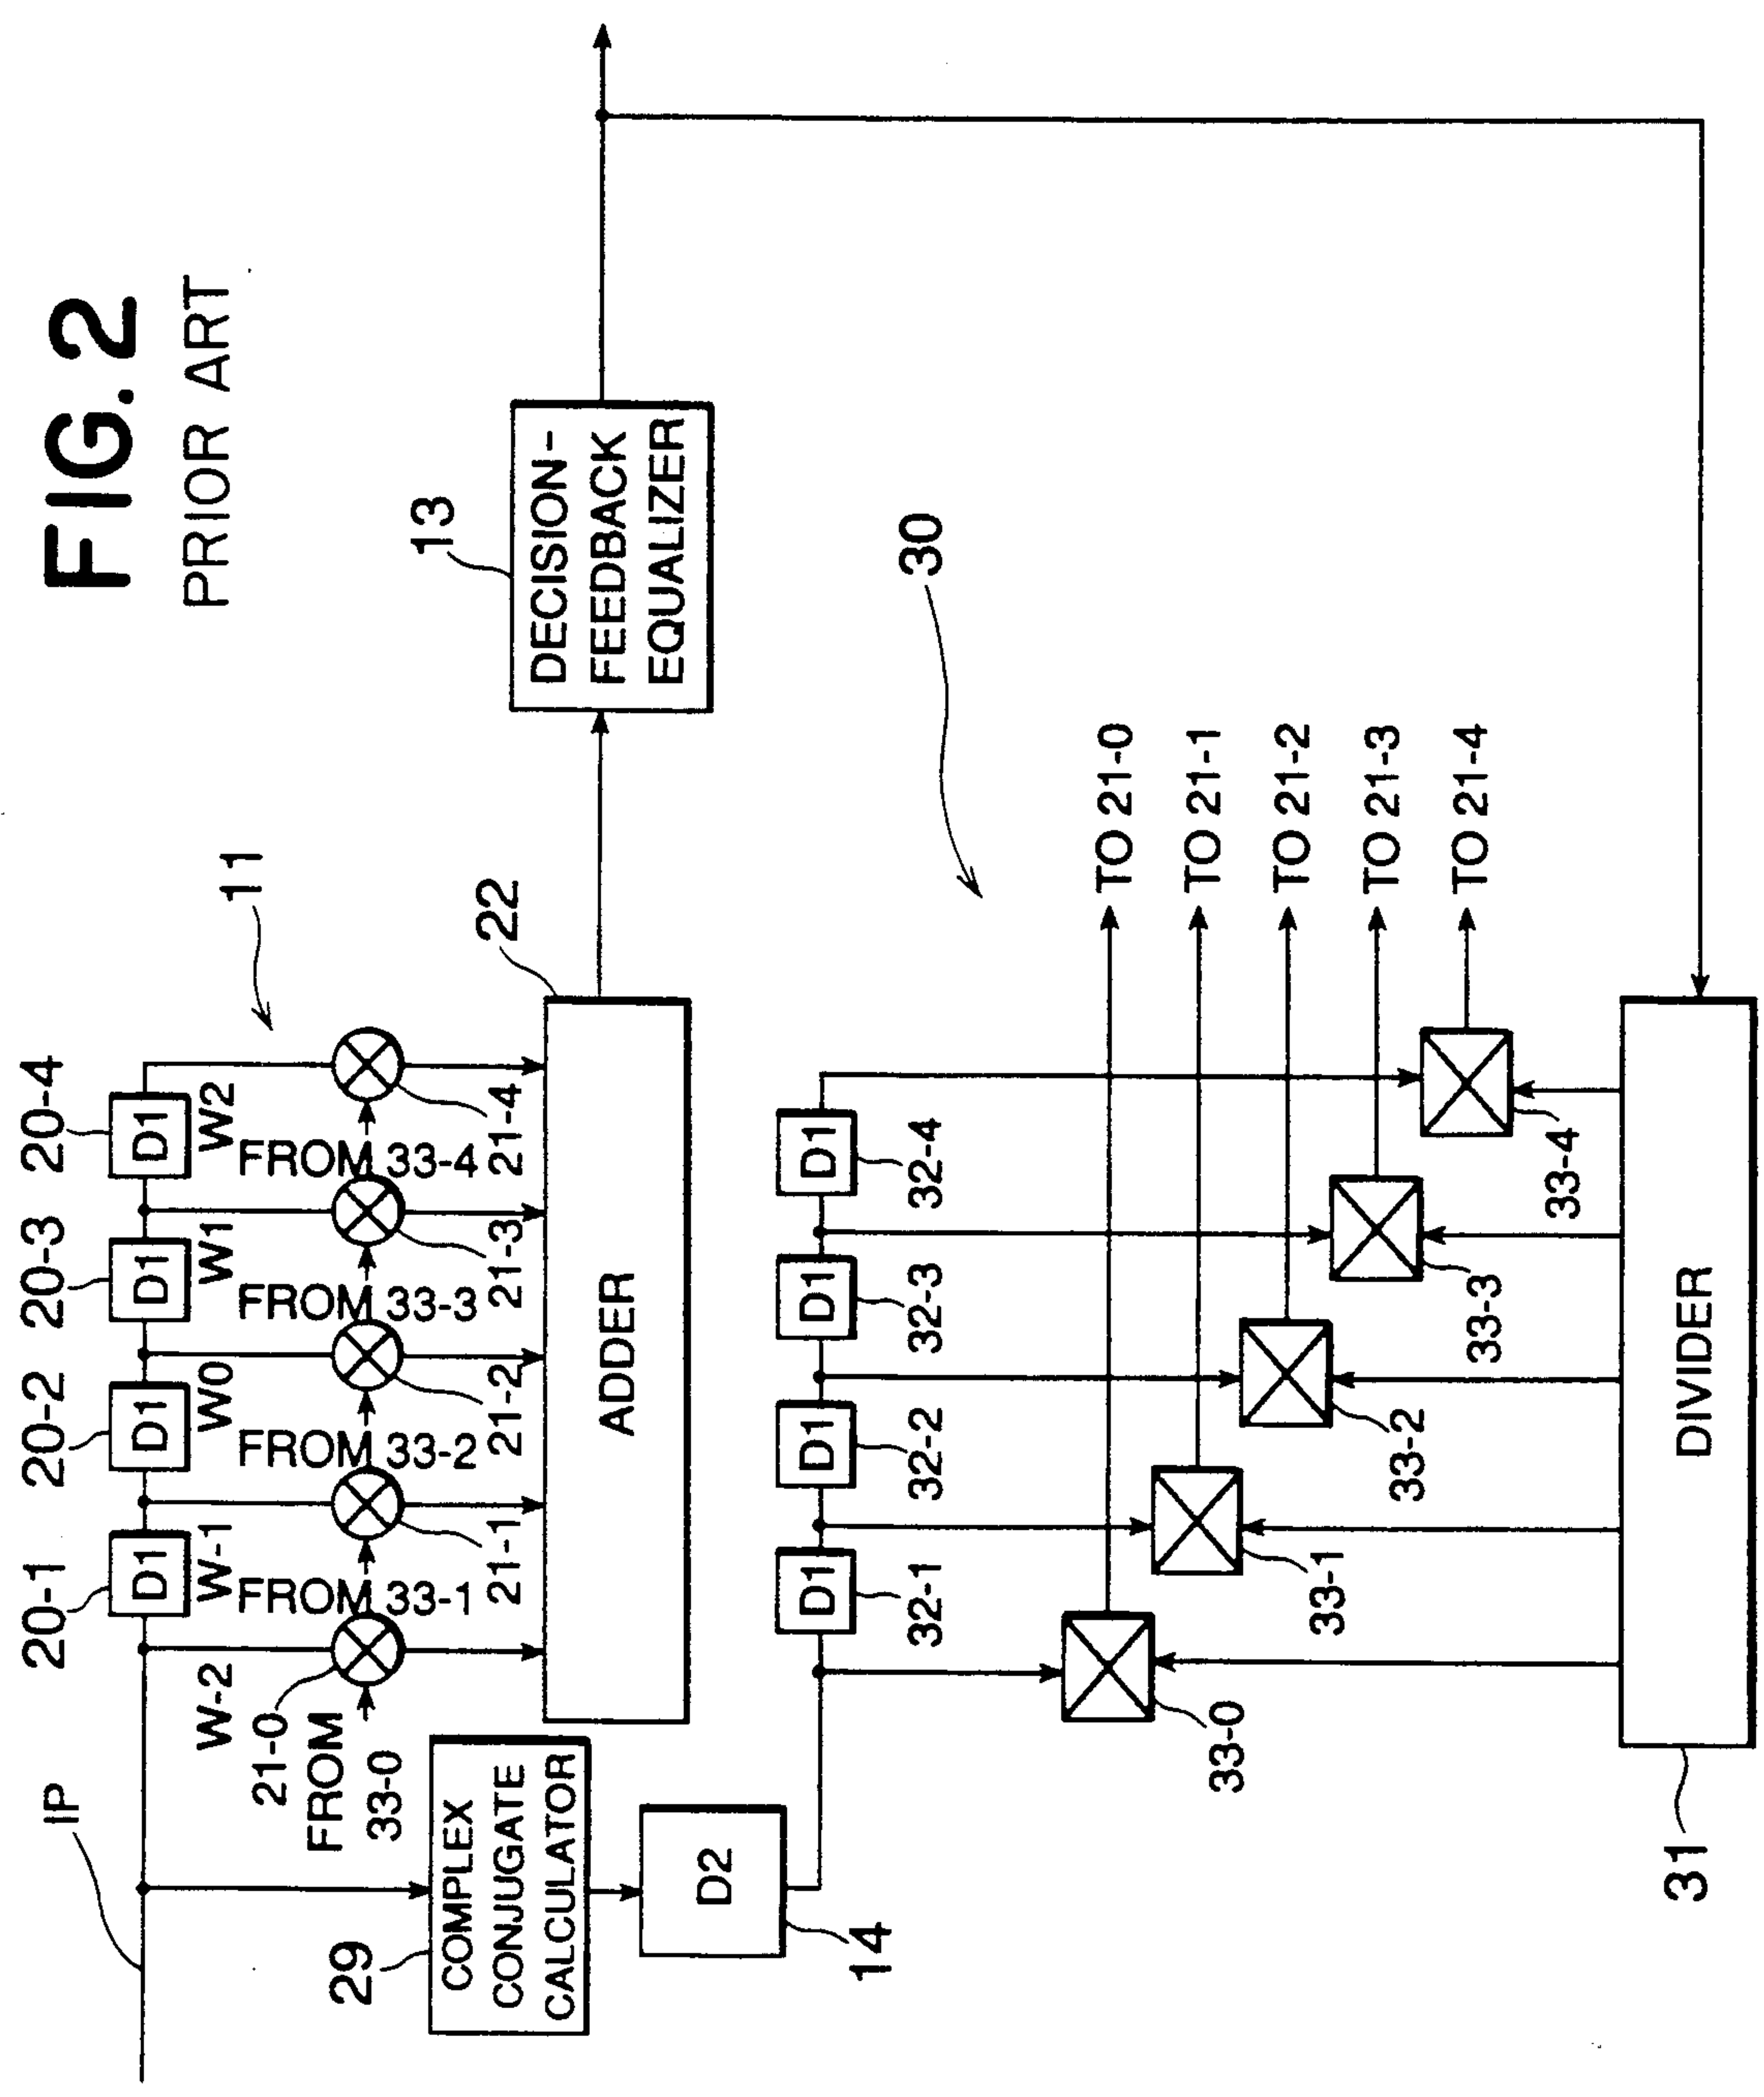 FIG. 2
PRIOR ART
IP
20-1
20-2
20-3
20-4
D1
D1
D1
D1
11
W-2
W-1
W0
W1
W2
21-0
FROM
33-0
FROM 33-1
FROM 33-2
FROM 33-3
FROM 33-4
21-1
21-2
21-3
21-4
22
ADDER
13
DECISION-
FEEDBACK
EQUALIZER
29
COMPLEX
CONJUGATE
CALCULATOR
D2
14
D1
D1
D1
D1
32-1
32-2
32-3
32-4
30
TO 21-0
TO 21-1
TO 21-2
TO 21-3
TO 21-4
33-0
33-1
33-2
33-3
33-4
DIVIDER
31